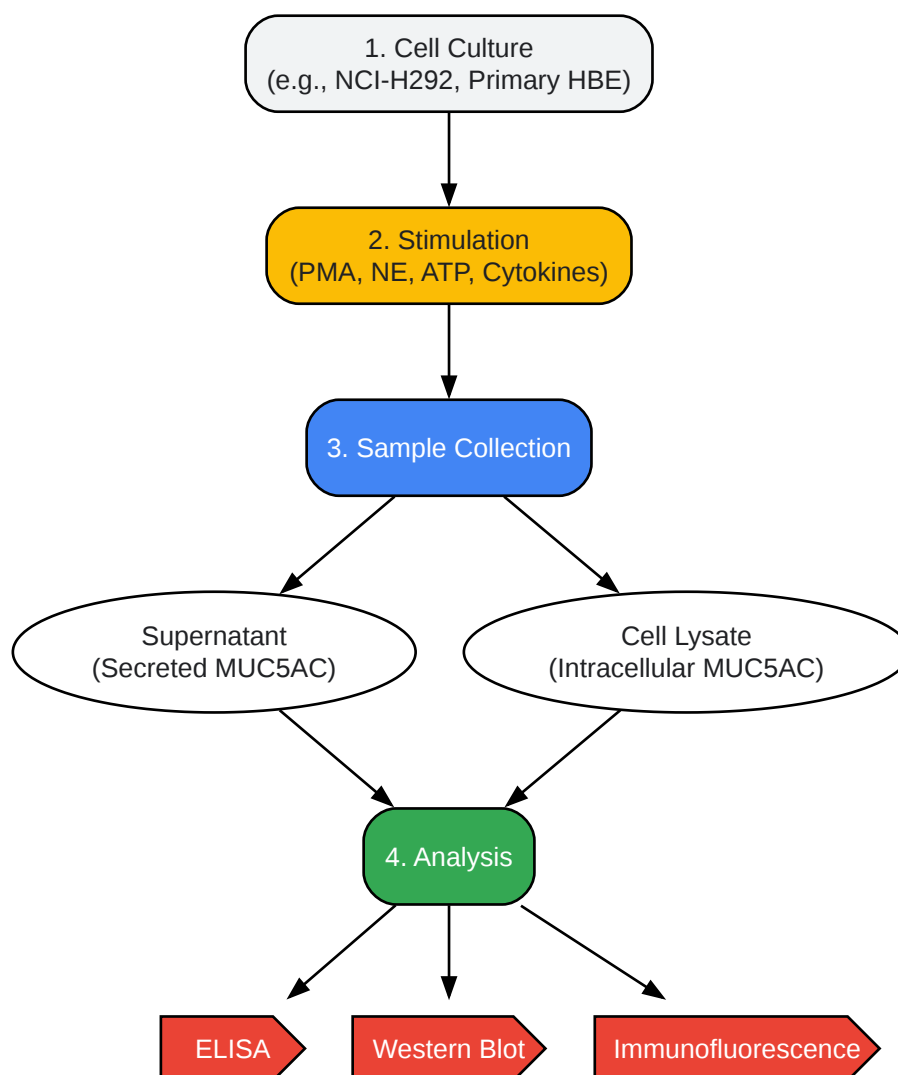 1. Cell Culture
(e.g., NCI-H292, Primary HBE)
2. Stimulation
(PMA, NE, ATP, Cytokines)
3. Sample Collection
Supernatant
(Secreted MUC5AC)
Cell Lysate
(Intracellular MUC5AC)
4. Analysis
ELISA
Western Blot
Immunofluorescence